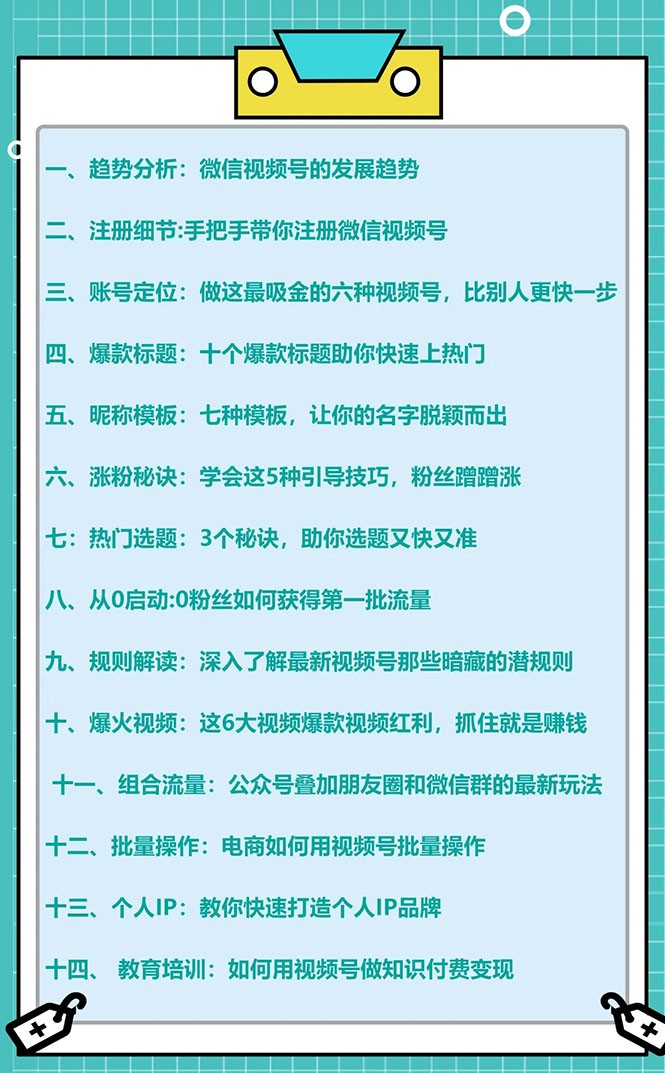 一、趋势分析：微信视频号的发展趋势
二、注册细节:手把手带你注册微信视频号
三、账号定位：做这最吸金的六种视频号，比别人更快一步
四、爆款标题：十个爆款标题助你快速上热门
五、昵称模板：七种模板，让你的名字脱颖而出
六、涨粉秘诀：学会这5种引导技巧，粉丝蹭蹭涨
七：热门选题：3个秘诀，助你选题又快又准
八、从0启动:0粉丝如何获得第一批流量
九、规则解读：深入了解最新视频号那些暗藏的潜规则
十、爆火视频：这6大视频爆款视频红利，抓住就是赚钱
十一、组合流量：公众号叠加朋友圈和微信群的最新玩法
十二、批量操作：电商如何用视频号批量操作
十三、个人IP：教你快速打造个人IP品牌
十四、 教育培训：如何用视频号做知识付费变现